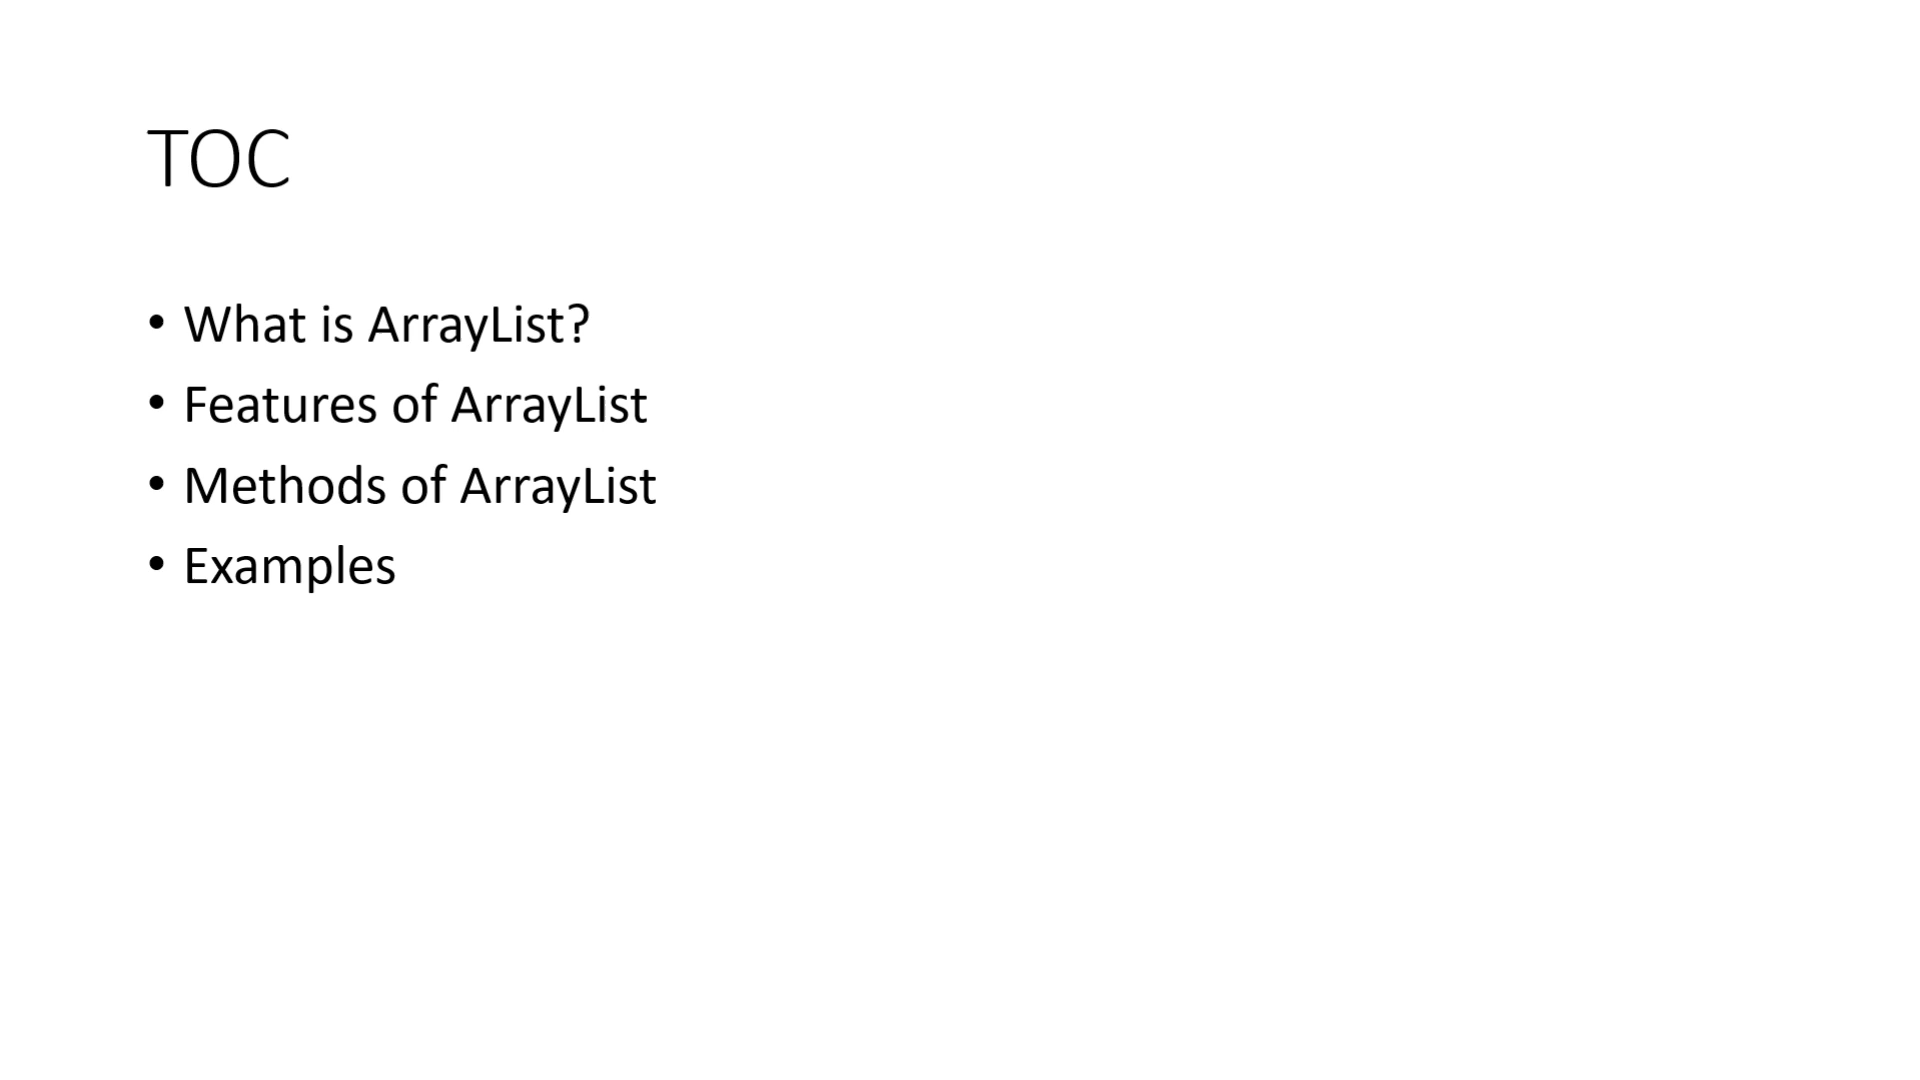 TOC
• What is ArrayList?
• Features of ArrayList
• Methods of ArrayList
• Examples